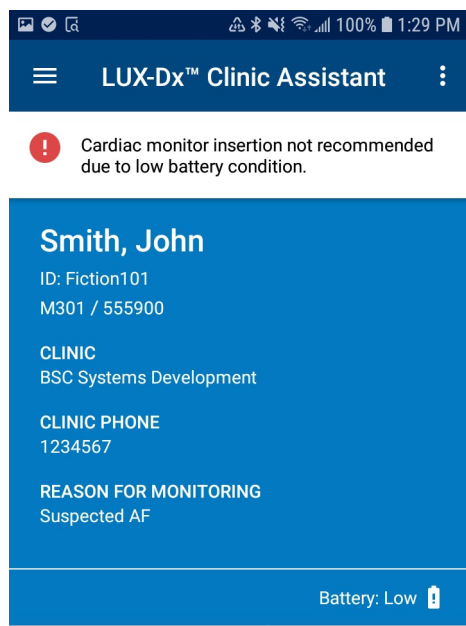 100% 1:29 PM
LUX-Dx™ Clinic Assistant
Cardiac monitor insertion not recommended
due to low battery condition.
Smith, John
ID: Fiction101
M301 / 555900
CLINIC
BSC Systems Development
CLINIC PHONE
1234567
REASON FOR MONITORING
Suspected AF
Battery: Low